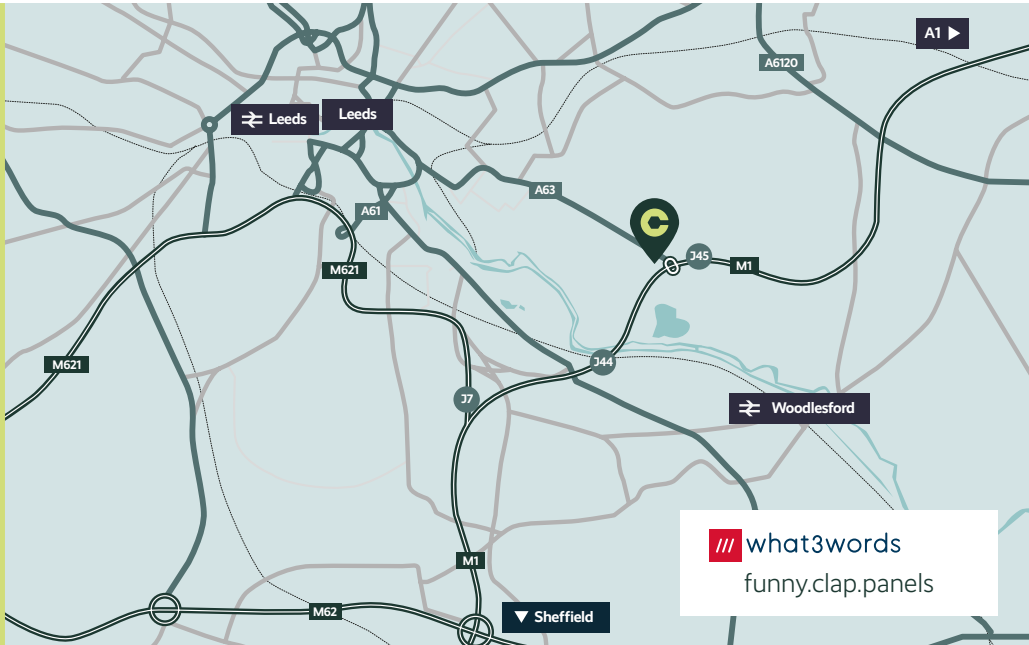 A1 ▶
A6120
Leeds
Leeds
A63
A61
J45
M1
M621
M621
J44
J7
Woodlesford
M1
what3words
funny.clap.panels
M62
▼ Sheffield